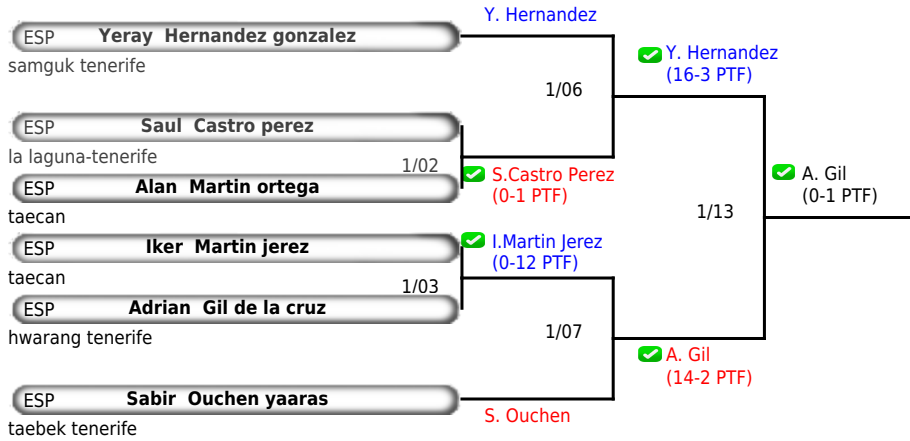 Y. Hernandez
ESP Yeray Hernandez gonzalez
samguk tenerife
Y. Hernandez
(16-3 PTF)
1/06
ESP Saul Castro perez
la laguna-tenerife
1/02
ESP Alan Martin ortega
taecan
S.Castro Perez
(0-1 PTF)
A. Gil
(0-1 PTF)
1/13
ESP Iker Martin jerez
taecan
I.Martin Jerez
(0-12 PTF)
1/03
ESP Adrian Gil de la cruz
hwarang tenerife
1/07
A. Gil
(14-2 PTF)
ESP Sabir Ouchen yaaras
taebek tenerife
S. Ouchen